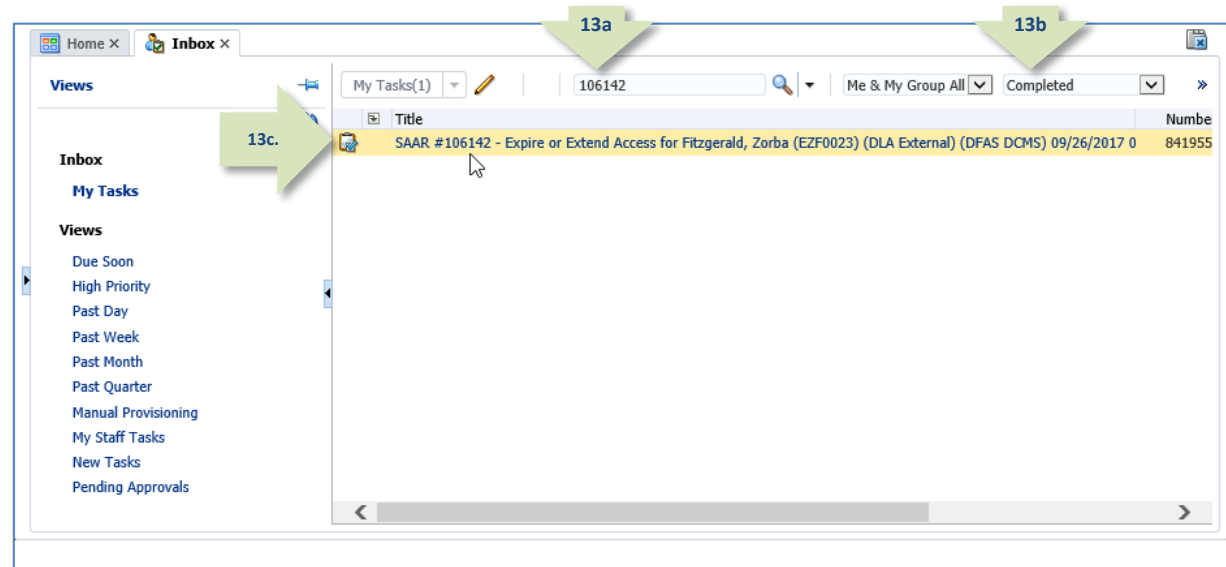 13a
13b
Home ×
Inbox ×
Views
My Tasks(1)
106142
Me & My Group All
Completed
»
Title
Numbe
13c.
SAAR #106142 - Expire or Extend Access for Fitzgerald, Zorba (EZF0023) (DLA External) (DFAS DCMS) 09/26/2017 0
841955
Inbox
My Tasks
Views
Due Soon
High Priority
Past Day
Past Week
Past Month
Past Quarter
Manual Provisioning
My Staff Tasks
New Tasks
Pending Approvals